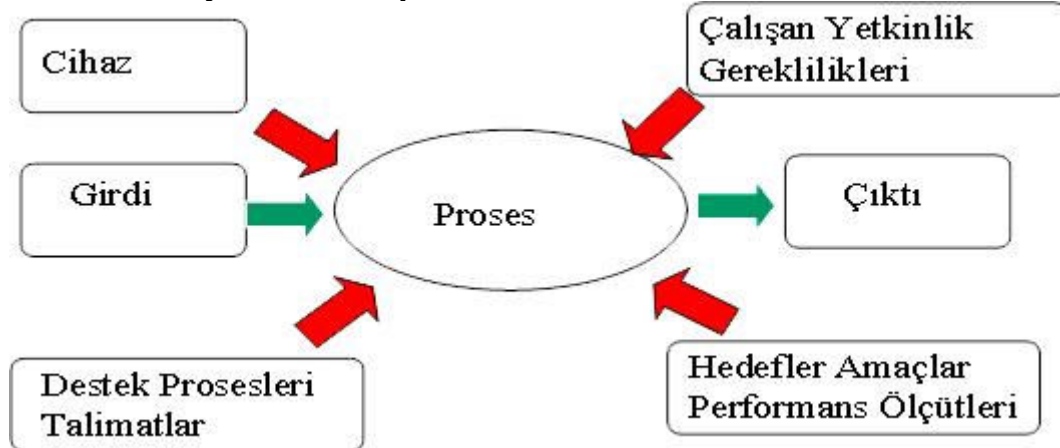 Cihaz
Çalışan Yetkinlik
Gereklilikleri
Girdi
Proses
Çıktı
Destek Prosesleri
Talimatlar
Hedefler Amaçlar
Performans Ölçütleri